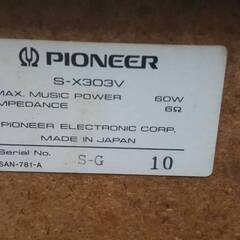 PIONEER
S-X303V
MAX. MUSIC POWER 60W
IMPEDANCE 6Ω
PIONEER ELECTRONIC CORP.
MADE IN JAPAN
Serial No. S-G 10
SAN-781-A